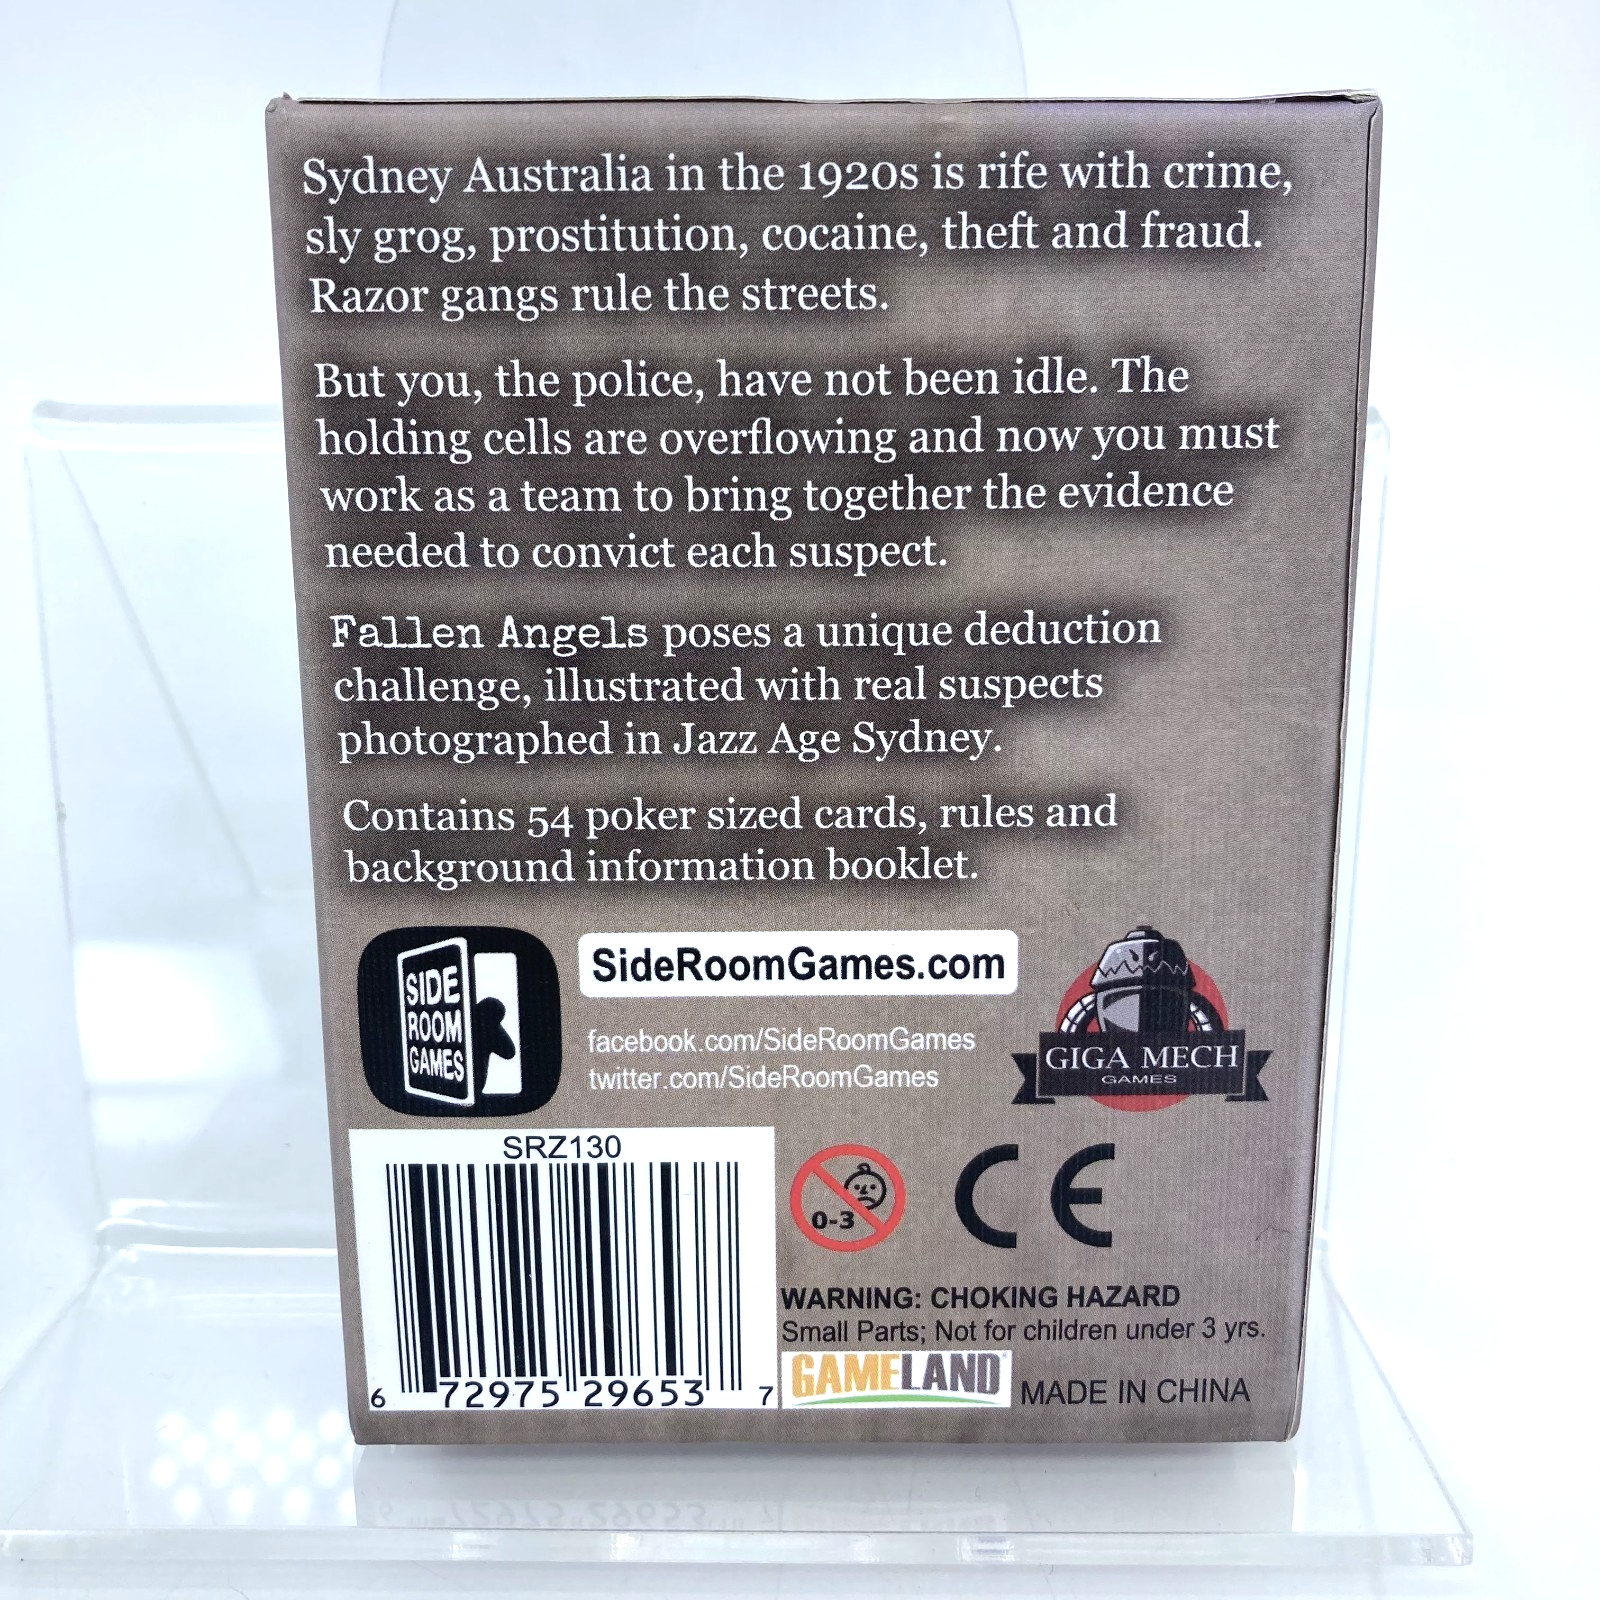 Sydney Australia in the 1920s is rife with crime,
sly grog, prostitution, cocaine, theft and fraud.
Razor gangs rule the streets.
But you, the police, have not been idle. The
holding cells are overflowing and now you must
work as a team to bring together the evidence
needed to convict each suspect.
Fallen Angels poses a unique deduction
challenge, illustrated with real suspects
photographed in Jazz Age Sydney.
Contains 54 poker sized cards, rules and
background information booklet.
SIDE
ROOM
GAMES
SideRoomGames.com
facebook.com/SideRoomGames
twitter.com/SideRoomGames
GIGA MECH
GAMES
SRZ130
6 72975 29653 7
0-3
CE
WARNING: CHOKING HAZARD
Small Parts; Not for children under 3 yrs.
GAMELAND
MADE IN CHINA